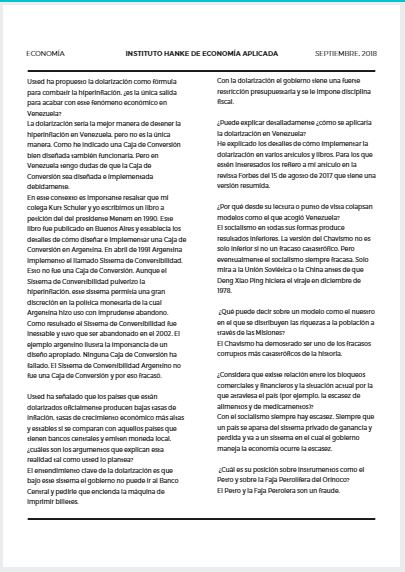 ECONOMÍA
INSTITUTO HANKE DE ECONOMÍA APLICADA
SEPTIEMBRE, 2018
Usted ha propuesto la dolarización como fórmula
para combatir la hiperinflación. ¿es la única salida
para acabar con este fenómeno económico en
Venezuela?
La dolarización sería la mejor manera de detener la
hiperinflación en Venezuela, pero no es la única
manera. Como he indicado una Caja de Conversión
bien diseñada también funcionaría. Pero en
Venezuela tengo dudas de que la Caja de
Conversión sea diseñada e implementada
debidamente.
En este contexto es importante resaltar que mi
colega Kurt Schuler y yo escribimos un libro a
petición del del presidente Menem en 1990. Este
libro fue publicado en Buenos Aires y establecía los
detalles de cómo diseñar e implementar una Caja de
Conversión en Argentina. En abril de 1991 Argentina
implemento el llamado Sistema de Convertibilidad.
Esto no fue una Caja de Conversión. Aunque el
Sistema de Convertibilidad pulverizo la
hiperinflación, este sistema permitía una gran
discreción en la política monetaria de la cual
Argentina hizo uso con imprudente abandono.
Como resultado el Sistema de Convertibilidad fue
inestable y tuvo que ser abandonado en el 2002. El
ejemplo argentino ilustra la importancia de un
diseño apropiado. Ninguna Caja de Conversión ha
fallado. El Sistema de Convertibilidad Argentino no
fue una Caja de Conversión y por eso fracasó.
Usted ha señalado que los países que están
dolarizados oficialmente producen bajas tasas de
inflación, tasas de crecimiento económico más altas
y estables si se comparan con aquellos países que
tienen bancos centrales y emiten moneda local.
¿cuáles son los argumentos que explican esta
realidad tal como usted lo plantea?
El entendimiento clave de la dolarización es que
bajo este sistema el gobierno no puede ir al Banco
Central y pedirle que encienda la máquina de
imprimir billetes.
Con la dolarización el gobierno tiene una fuerte
restricción presupuestaria y se le impone disciplina
fiscal.
¿Puede explicar detalladamente ¿cómo se aplicaría
la dolarización en Venezuela?
He explicado los detalles de cómo implementar la
dolarización en varios artículos y libros. Para los que
estén interesados los refiero a mi artículo en la
revista Forbes del 15 de agosto de 2017 que tiene una
versión resumida.
¿Por qué desde su lectura o punto de vista colapsan
modelos como el que acogió Venezuela?
El socialismo en todas sus formas produce
resultados inferiores. La versión del Chavismo no es
solo inferior si no un fracaso catastrófico. Pero
eventualmente el socialismo siempre fracasa. Solo
mira a la Unión Soviética o la China antes de que
Deng Xiao Ping hiciera el viraje en diciembre de
1978.
¿Qué puede decir sobre un modelo como el nuestro
en el que se distribuyen las riquezas a la población a
través de las Misiones?
El Chavismo ha demostrado ser uno de los fracasos
corruptos más catastróficos de la historia.
¿Considera que existe relación entre los bloqueos
comerciales y financieros y la situación actual por la
que atraviesa el país (por ejemplo, la escasez de
alimentos y de medicamentos)?
Con el socialismo siempre hay escasez. Siempre que
un país se aparta del sistema privado de ganancia y
perdida y va a un sistema en el cual el gobierno
maneja la economía ocurre la escasez.
¿Cuál es su posición sobre instrumentos como el
Petro y sobre la Faja Petrolífera del Orinoco?
El Petro y la Faja Petrolera son un fraude.